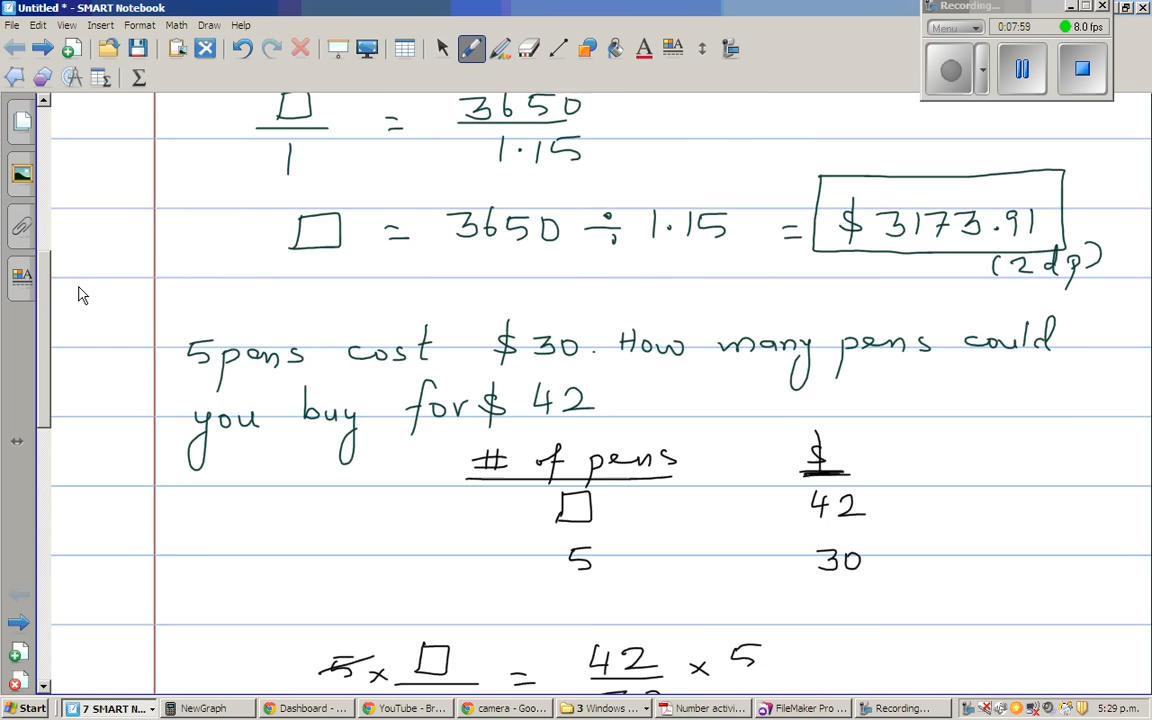 Untitled * - SMART Notebook
Recording...
File Edit View Insert Format Math Draw Help
Menu 0:07:59 8.0 fps
□ = 3650
1 1.15
□ = 3650 ÷ 1.15 = $ 3173.91
(2 dp)
5 pens cost $ 30. How many pens could
you buy for $ 42
# of pens $
□ 42
5 30
5 × □ = 42 × 5
Start 7 SMART N... NewGraph Dashboard - ... YouTube - Br... camera - Goo... 3 Windows ... Number activi... FileMaker Pro ... Recording... 5:29 p.m.